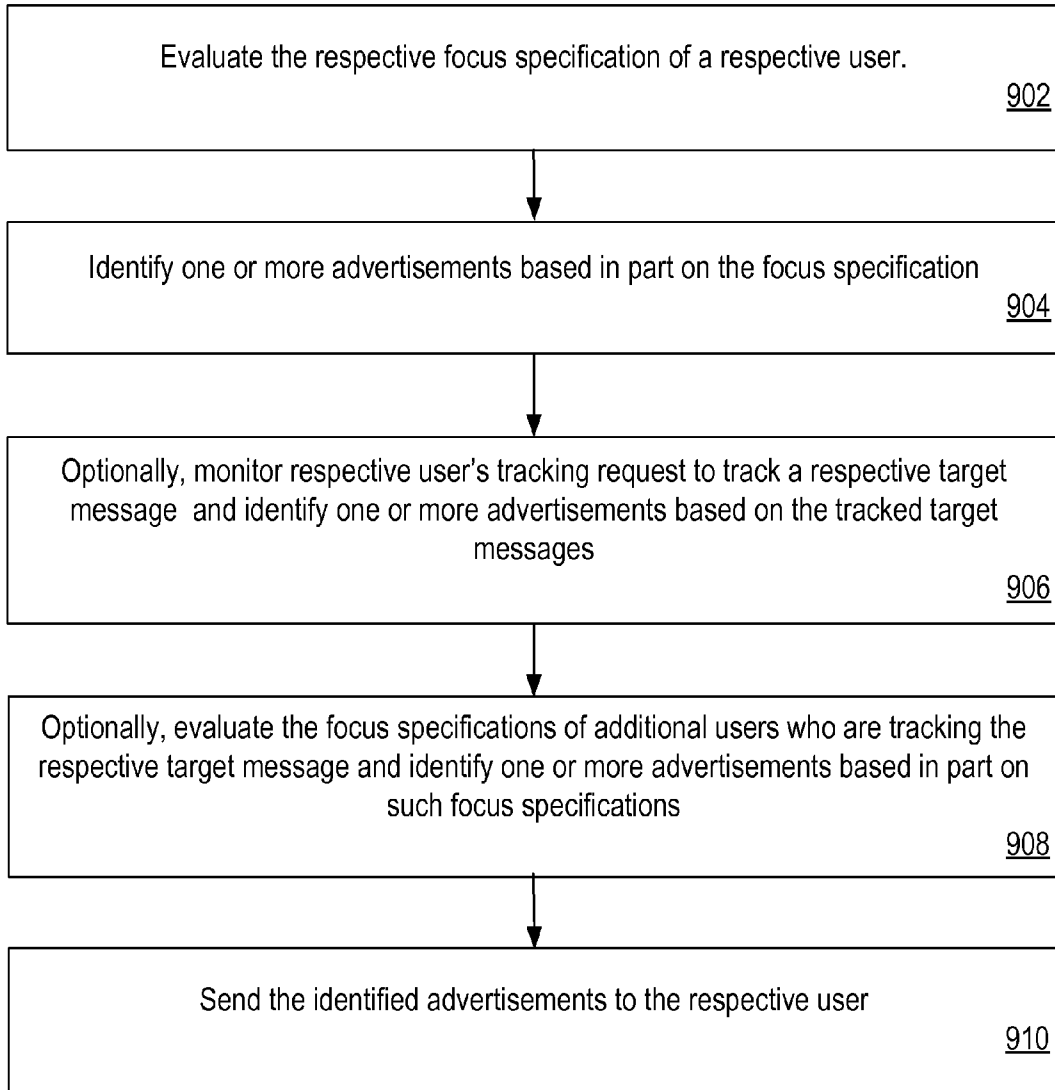 Evaluate the respective focus specification of a respective user.
902
Identify one or more advertisements based in part on the focus specification
904
Optionally, monitor respective user's tracking request to track a respective target
message and identify one or more advertisements based on the tracked target
messages
906
Optionally, evaluate the focus specifications of additional users who are tracking the
respective target message and identify one or more advertisements based in part on
such focus specifications
908
Send the identified advertisements to the respective user
910